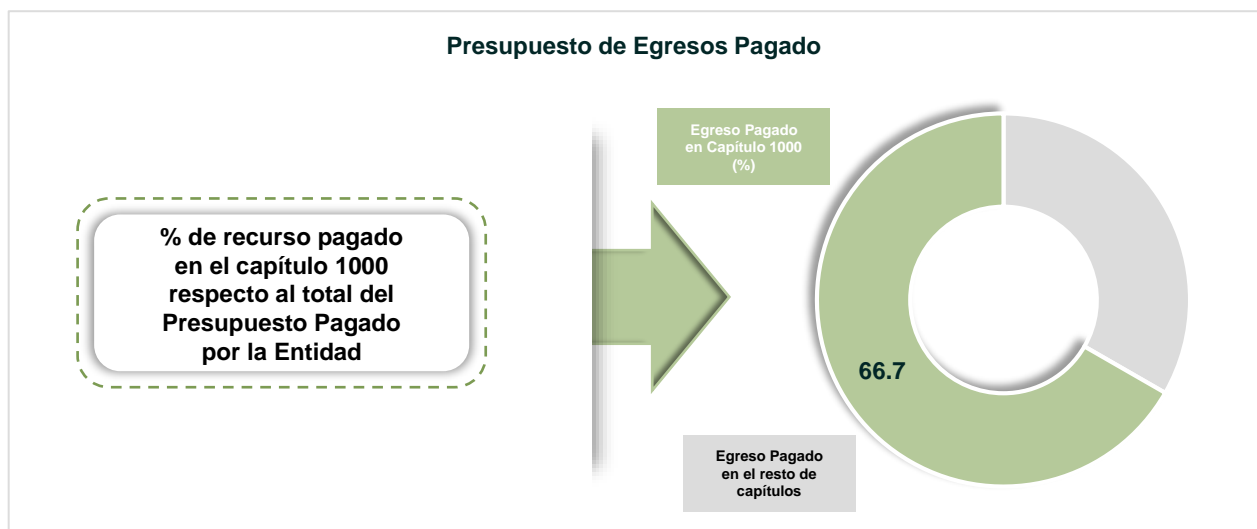 Presupuesto de Egresos Pagado
Egreso Pagado
en Capítulo 1000
(%)
% de recurso pagado
en el capítulo 1000
respecto al total del
Presupuesto Pagado
por la Entidad
66.7
Egreso Pagado
en el resto de
capítulos